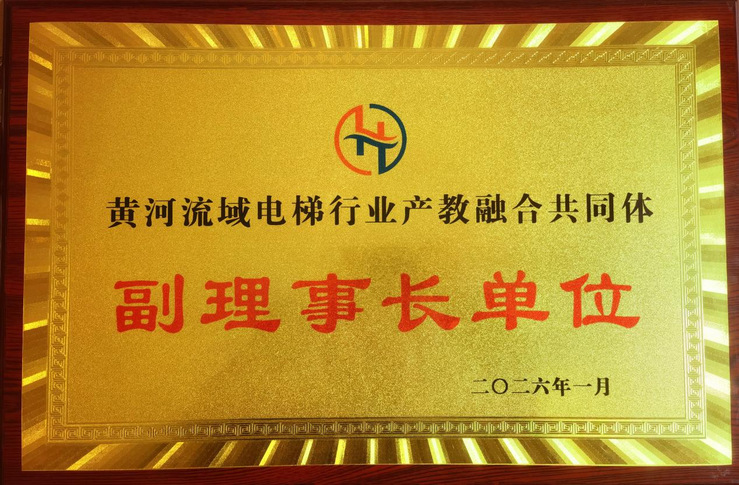 黄河流域电梯行业产教融合共同体
副理事长单位
二〇二六年一月